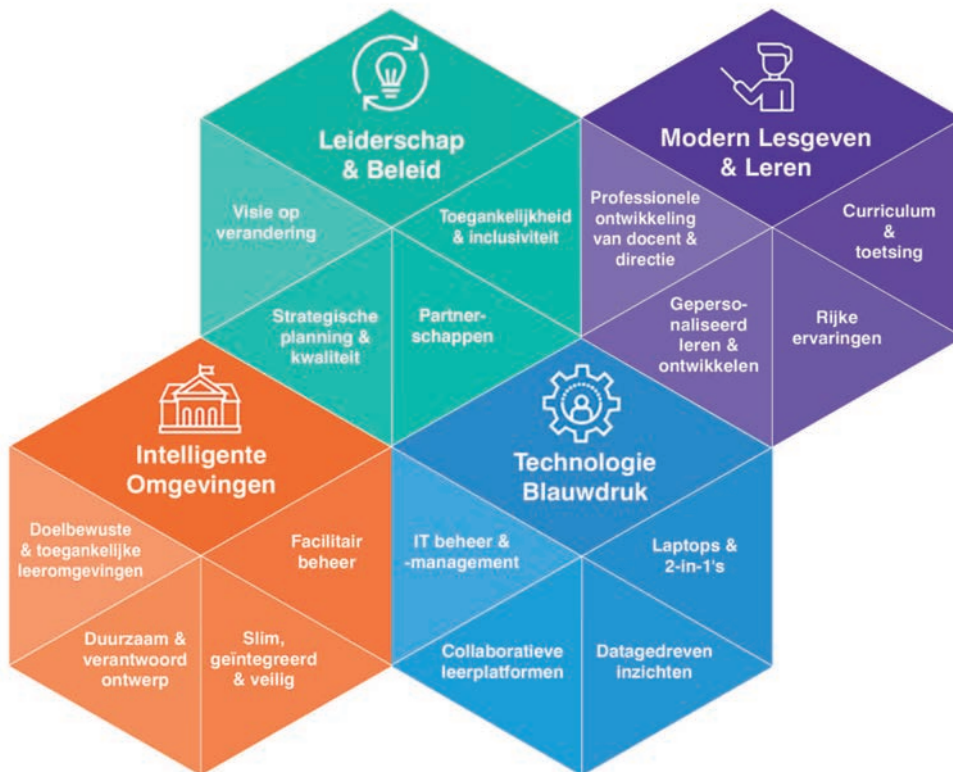 Leiderschap
& Beleid
Visie op
verandering
Toegankelijkheid
& inclusiviteit
Strategische
planning &
kwaliteit
Partner-
schappen
Modern Lesgeven
& Leren
Professionele
ontwikkeling
van docent &
directie
Curriculum
&
toetsing
Geperso-
naliseerd
leren &
ontwikkelen
Rijke
ervaringen
Intelligente
Omgevingen
Doelbewuste
& toegankelijke
leeromgevingen
Facilitair
beheer
Duurzaam &
verantwoord
ontwerp
Slim,
geïntegreerd
& veilig
Technologie
Blauwdruk
IT beheer &
-management
Laptops &
2-in-1's
Collaboratieve
leerplatformen
Datagedreven
inzichten